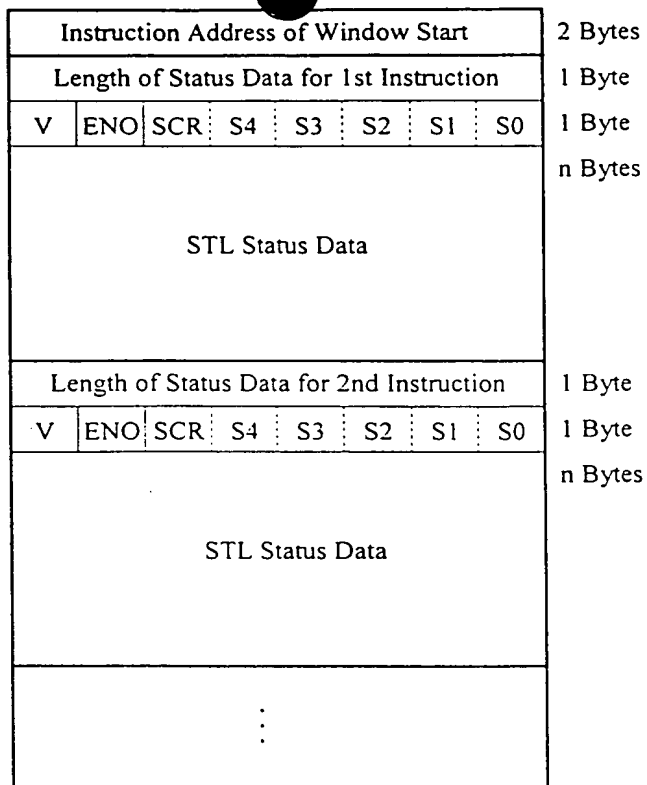 Instruction Address of Window Start 2 Bytes
Length of Status Data for 1st Instruction 1 Byte
V ENO SCR S4 S3 S2 S1 S0 1 Byte
n Bytes
STL Status Data
Length of Status Data for 2nd Instruction 1 Byte
V ENO SCR S4 S3 S2 S1 S0 1 Byte
n Bytes
STL Status Data
⋮